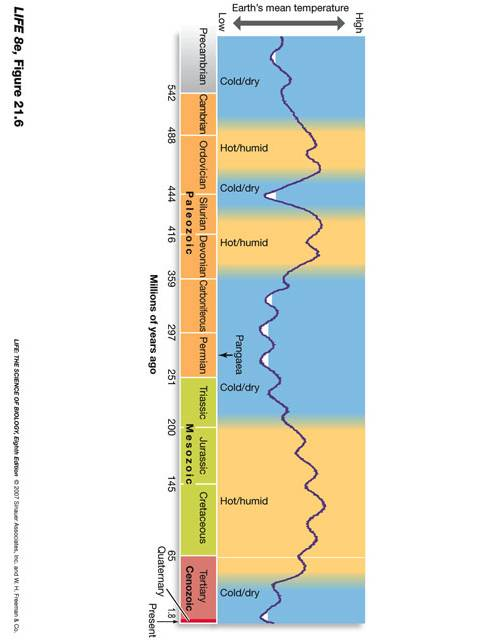 LIFE 8e, Figure 21.6
Earth's mean temperature
High
Low
Cold/dry
Hot/humid
Cold/dry
Hot/humid
Cold/dry
Hot/humid
Cold/dry
Pangaea
Precambrian
Cambrian
Ordovician
Silurian
Devonian
Carboniferous
Permian
Triassic
Jurassic
Cretaceous
Tertiary
Paleozoic
Mesozoic
Cenozoic
542
488
444
416
359
297
251
200
145
65
1.8
Quaternary
Present
Millions of years ago
LIFE: THE SCIENCE OF BIOLOGY, Eighth Edition © 2007 Sinauer Associates, Inc. and W. H. Freeman & Co.